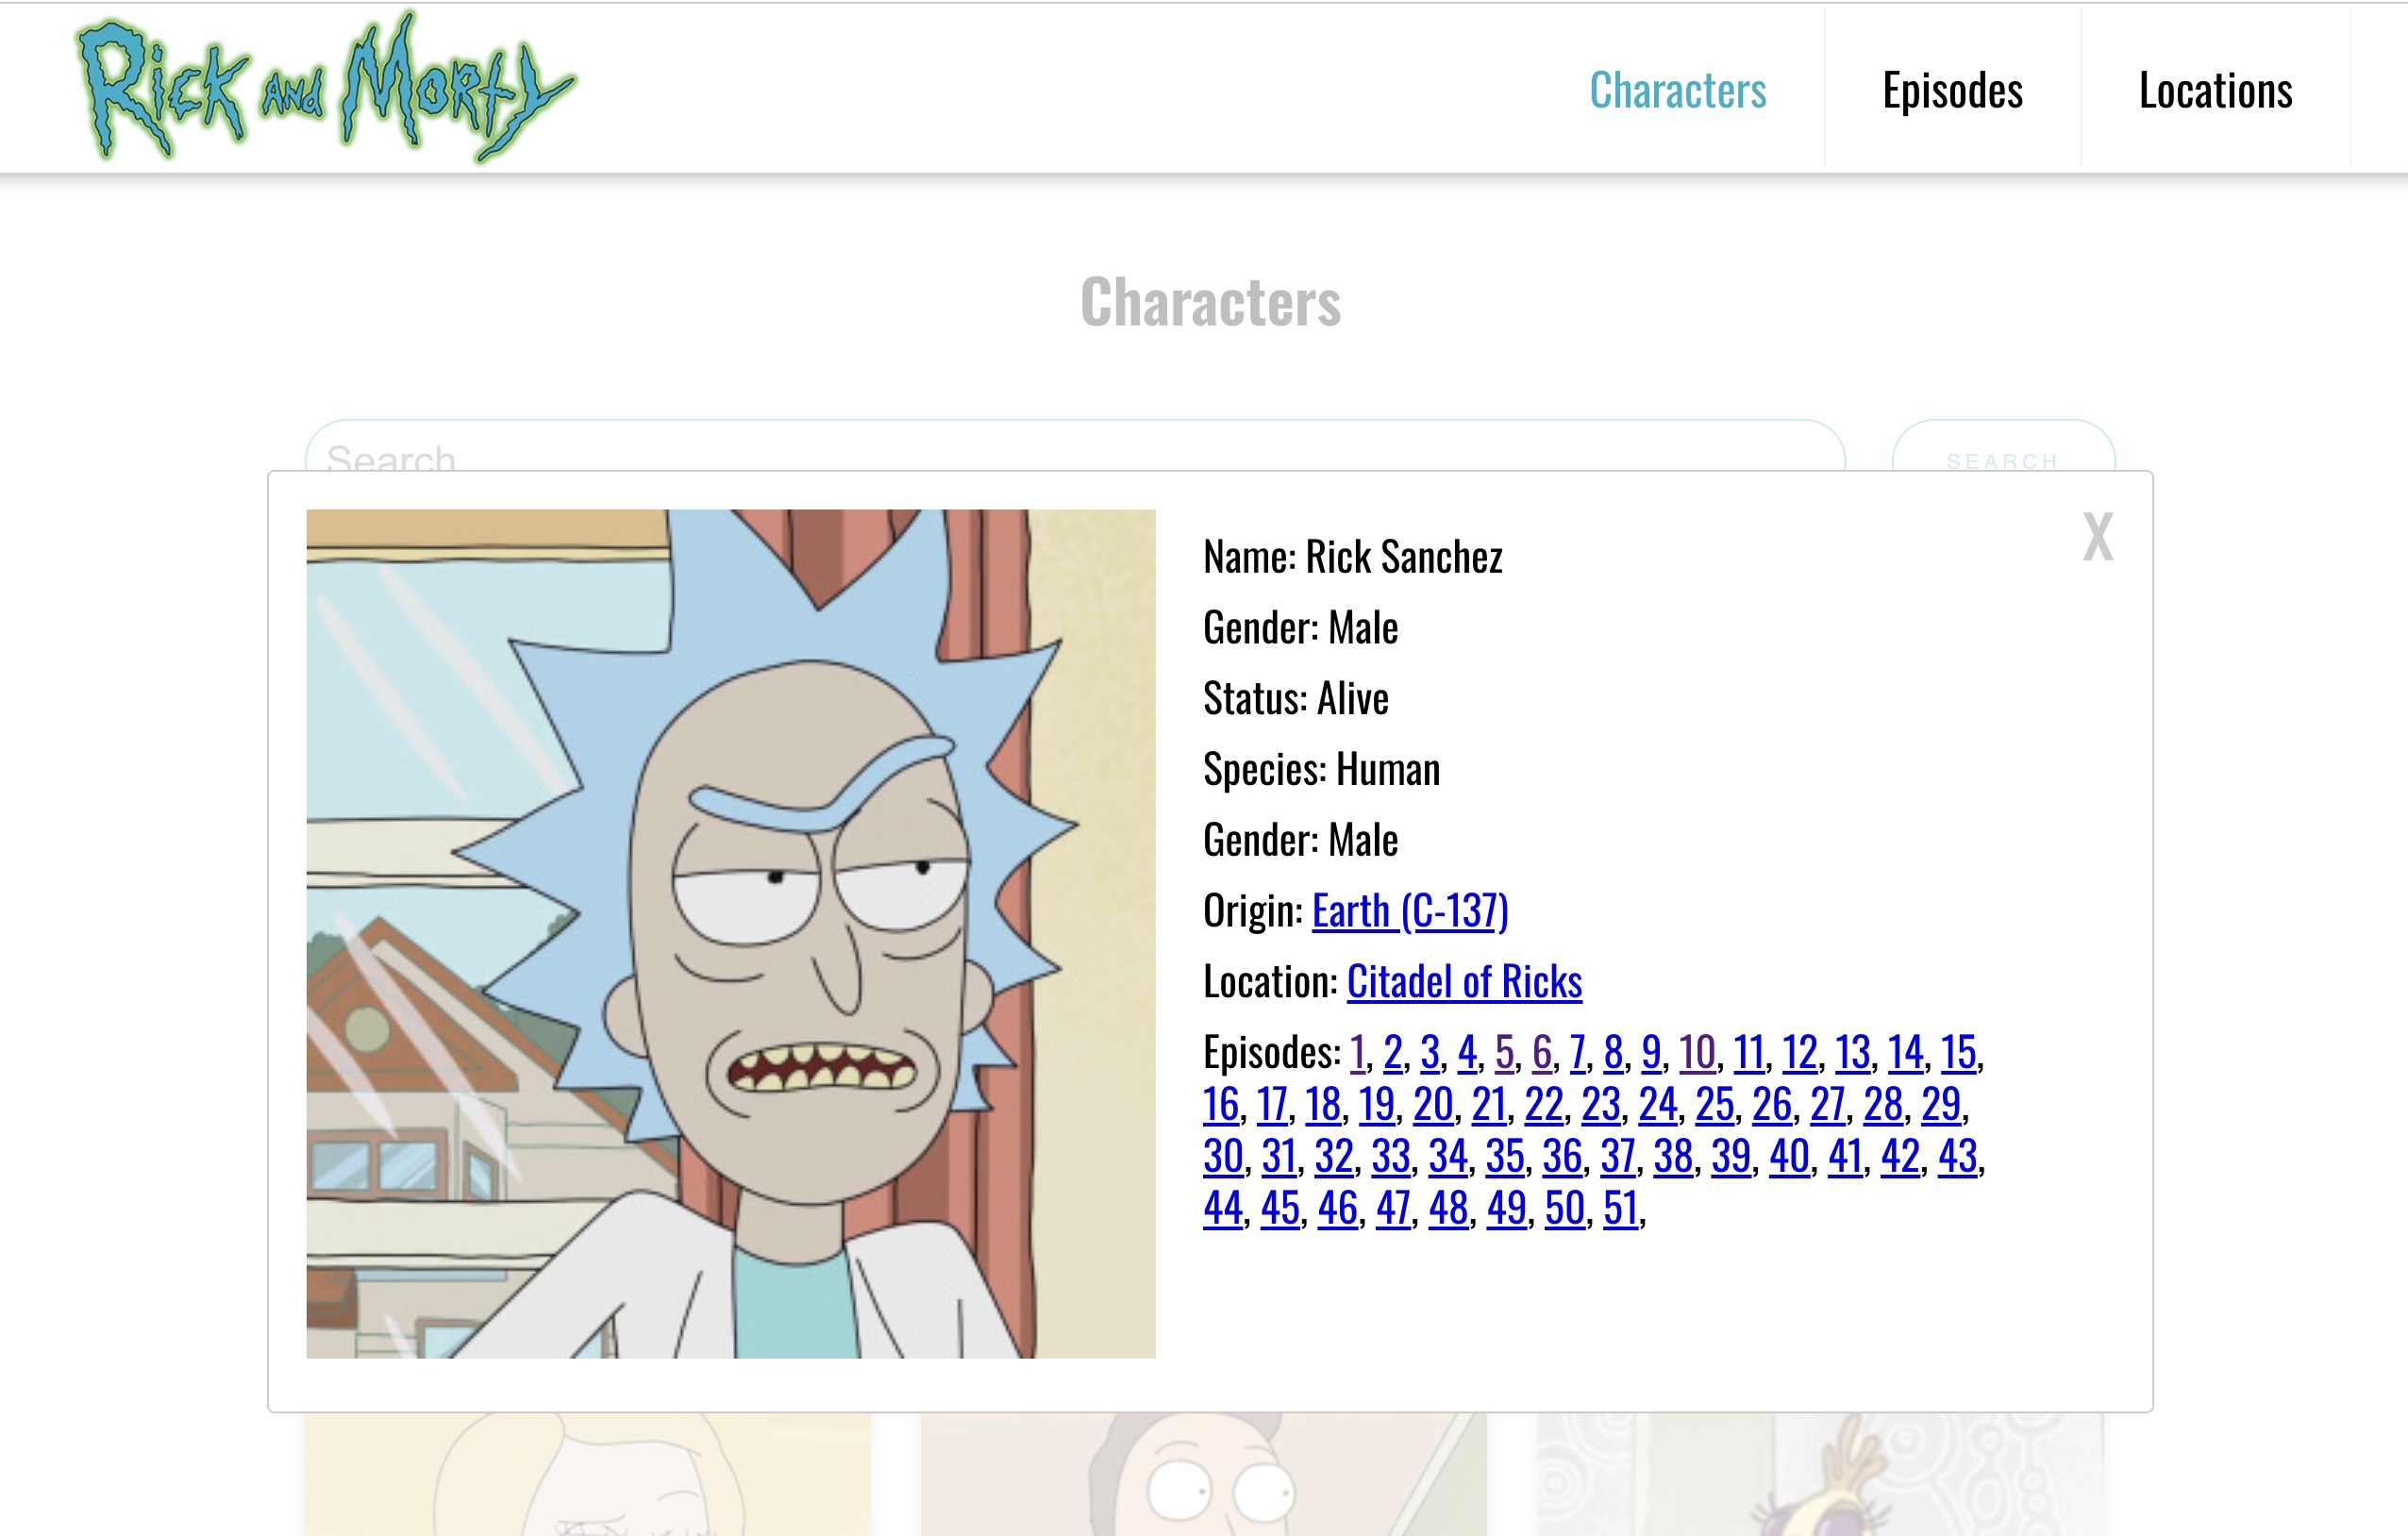 Rick and Morty
Characters
Episodes
Locations
Characters
Search
SEARCH
X
Name: Rick Sanchez
Gender: Male
Status: Alive
Species: Human
Gender: Male
Origin: Earth (C-137)
Location: Citadel of Ricks
Episodes: 1, 2, 3, 4, 5, 6, 7, 8, 9, 10, 11, 12, 13, 14, 15,
16, 17, 18, 19, 20, 21, 22, 23, 24, 25, 26, 27, 28, 29,
30, 31, 32, 33, 34, 35, 36, 37, 38, 39, 40, 41, 42, 43,
44, 45, 46, 47, 48, 49, 50, 51,